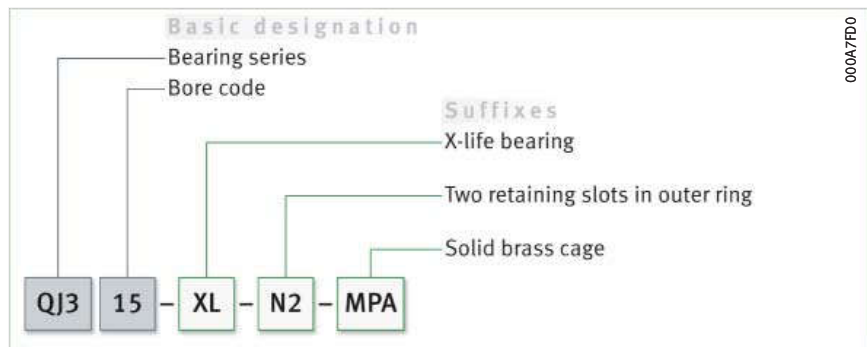 Basic designation
Bearing series
Bore code
Suffixes
X-life bearing
Two retaining slots in outer ring
Solid brass cage
QJ3 15 – XL – N2 – MPA
000A7FD0